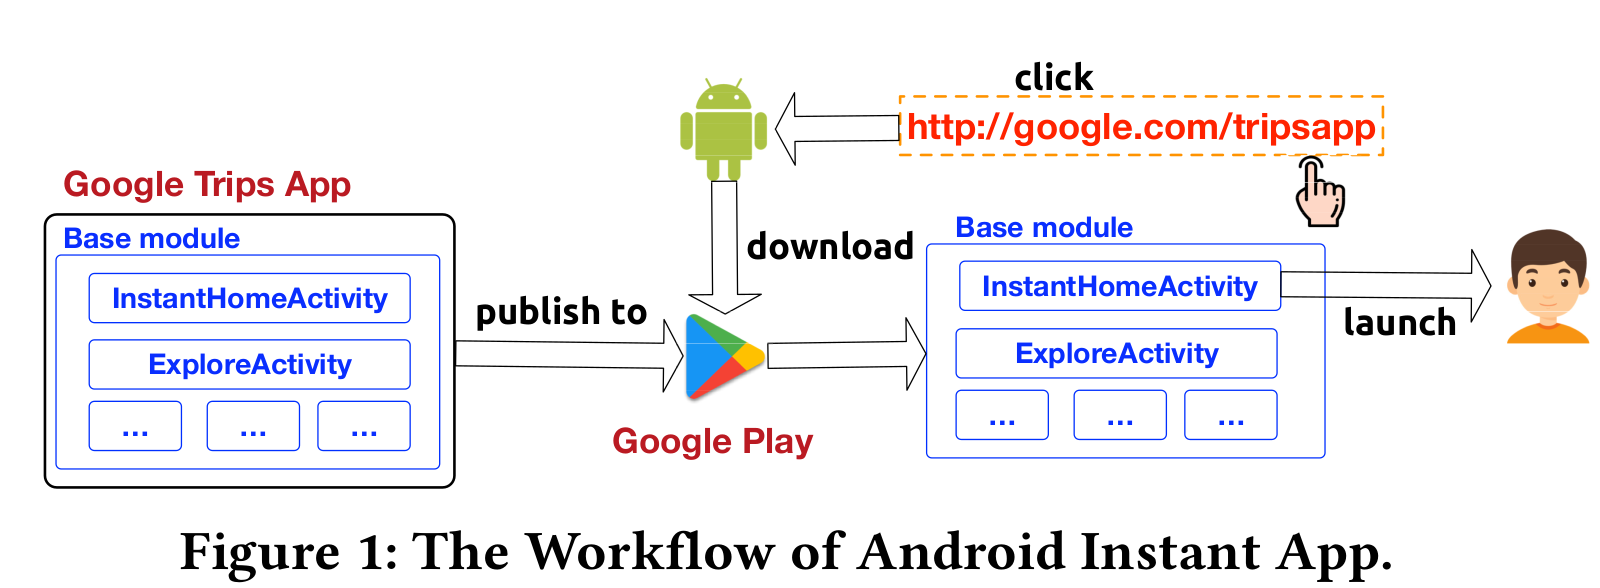 click
http://google.com/tripsapp
Google Trips App
Base module
InstantHomeActivity
ExploreActivity
... ... ...
publish to
download
Google Play
Base module
InstantHomeActivity
ExploreActivity
... ... ...
launch
Figure 1: The Workflow of Android Instant App.